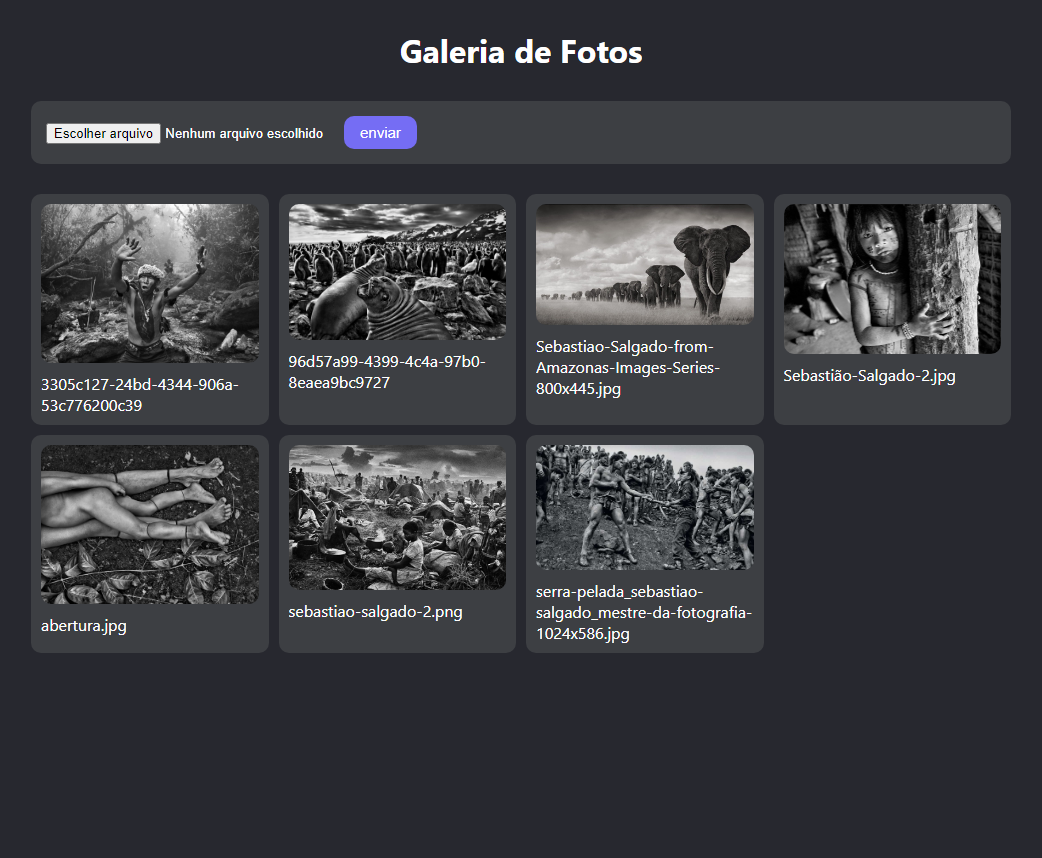 Galeria de Fotos
Escolher arquivo Nenhum arquivo escolhido enviar
3305c127-24bd-4344-906a-
53c776200c39
96d57a99-4399-4c4a-97b0-
8eaea9bc9727
Sebastiao-Salgado-from-
Amazonas-Images-Series-
800x445.jpg
Sebastião-Salgado-2.jpg
abertura.jpg
sebastiao-salgado-2.png
serra-pelada_sebastiao-
salgado_mestre-da-fotografia-
1024x586.jpg